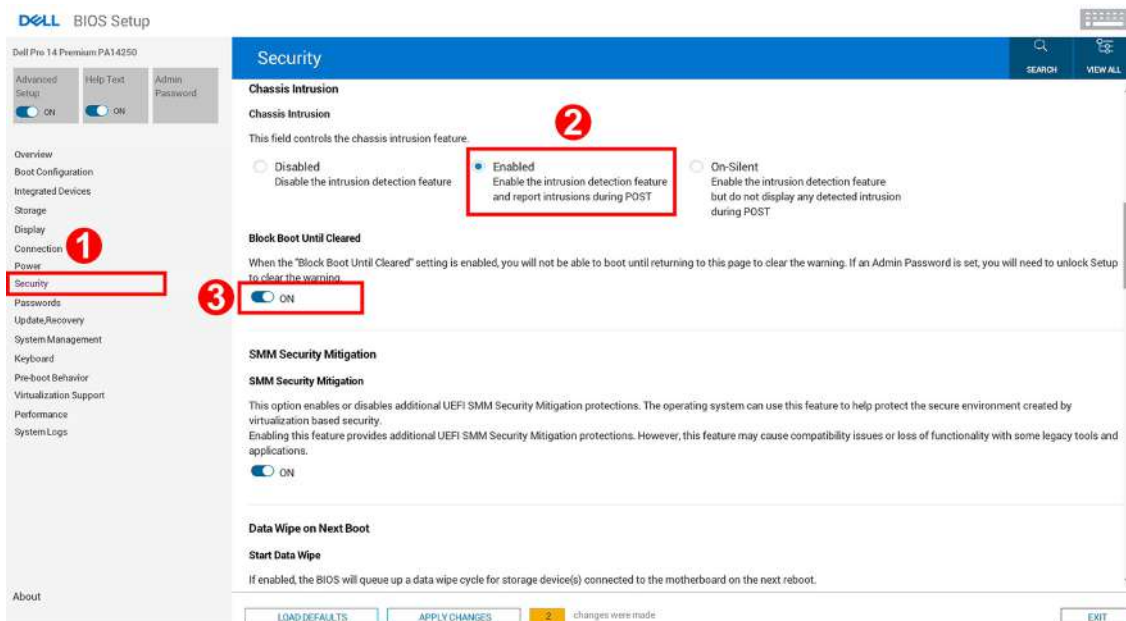 DELL BIOS Setup
Dell Pro 14 Premium PA14250
Advanced Setup
ON
Help Text
ON
Admin Password
Overview
Boot Configuration
Integrated Devices
Storage
Display
Connection
1
Power
Security
Passwords
Update,Recovery
System Management
Keyboard
Pre-boot Behavior
Virtualization Support
Performance
System Logs
About
Security
SEARCH
VIEW ALL
Chassis Intrusion
Chassis Intrusion
This field controls the chassis intrusion feature.
2
Disabled
Disable the intrusion detection feature
Enabled
Enable the intrusion detection feature
and report intrusions during POST
On-Silent
Enable the intrusion detection feature
but do not display any detected intrusion
during POST
Block Boot Until Cleared
When the "Block Boot Until Cleared" setting is enabled, you will not be able to boot until returning to this page to clear the warning. If an Admin Password is set, you will need to unlock Setup
to clear the warning.
3
ON
SMM Security Mitigation
SMM Security Mitigation
This option enables or disables additional UEFI SMM Security Mitigation protections. The operating system can use this feature to help protect the secure environment created by
virtualization based security.
Enabling this feature provides additional UEFI SMM Security Mitigation protections. However, this feature may cause compatibility issues or loss of functionality with some legacy tools and
applications.
ON
Data Wipe on Next Boot
Start Data Wipe
If enabled, the BIOS will queue up a data wipe cycle for storage device(s) connected to the motherboard on the next reboot.
LOAD DEFAULTS
APPLY CHANGES
2 changes were made
EXIT